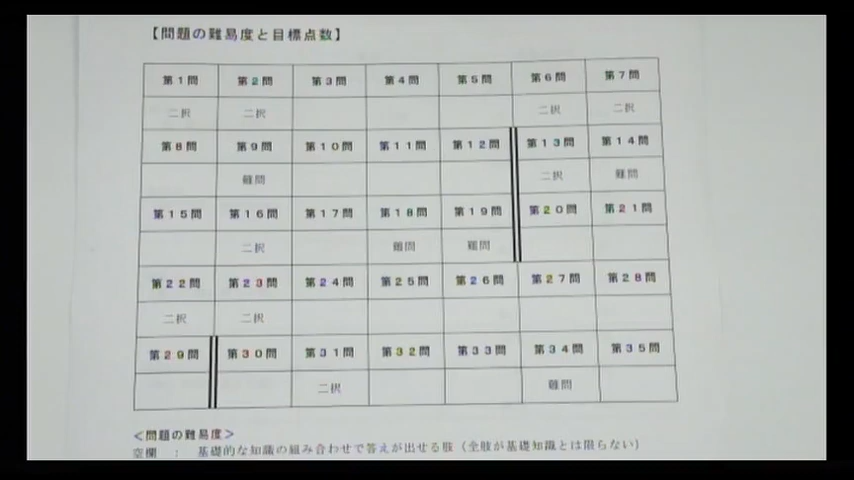 【問題の難易度と目標点数】
第1問 第2問 第3問 第4問 第5問 第6問 第7問
二択 二択 二択 二択
第8問 第9問 第10問 第11問 第12問 第13問 第14問
難問 二択 難問
第15問 第16問 第17問 第18問 第19問 第20問 第21問
二択 難問 難問
第22問 第23問 第24問 第25問 第26問 第27問 第28問
二択 二択
第29問 第30問 第31問 第32問 第33問 第34問 第35問
二択 難問
＜問題の難易度＞
空欄 ： 基礎的な知識の組み合わせで答えが出せる肢（全肢が基礎知識とは限らない）